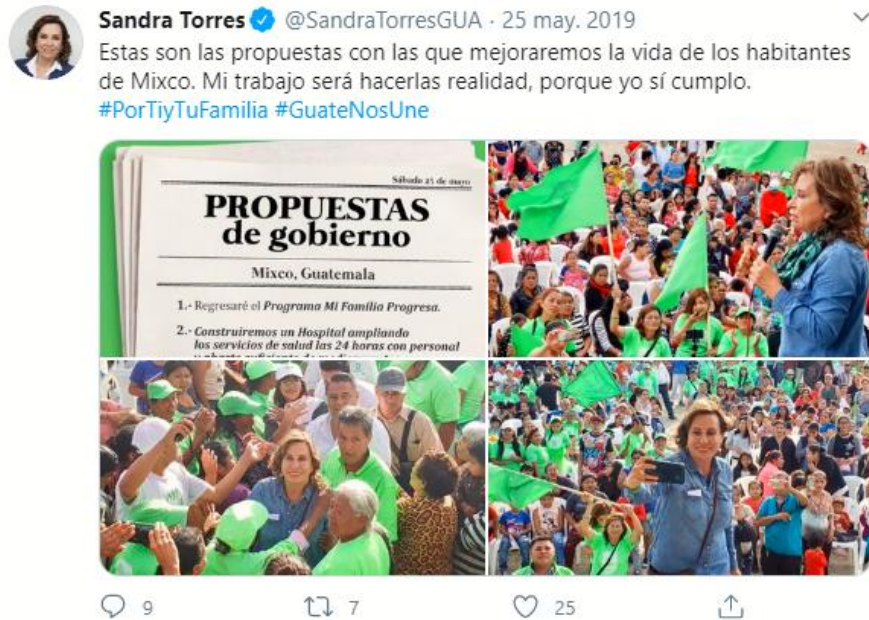 Sandra Torres @SandraTorresGUA · 25 may. 2019
Estas son las propuestas con las que mejoraremos la vida de los habitantes
de Mixco. Mi trabajo será hacerlas realidad, porque yo sí cumplo.
#PorTiyTuFamilia #GuateNosUne
Sábado 25 de mayo
PROPUESTAS
de gobierno
Mixco, Guatemala
1.- Regresaré el Programa Mi Familia Progresa.
2.- Construiremos un Hospital ampliando
los servicios de salud las 24 horas con personal
9
7
25